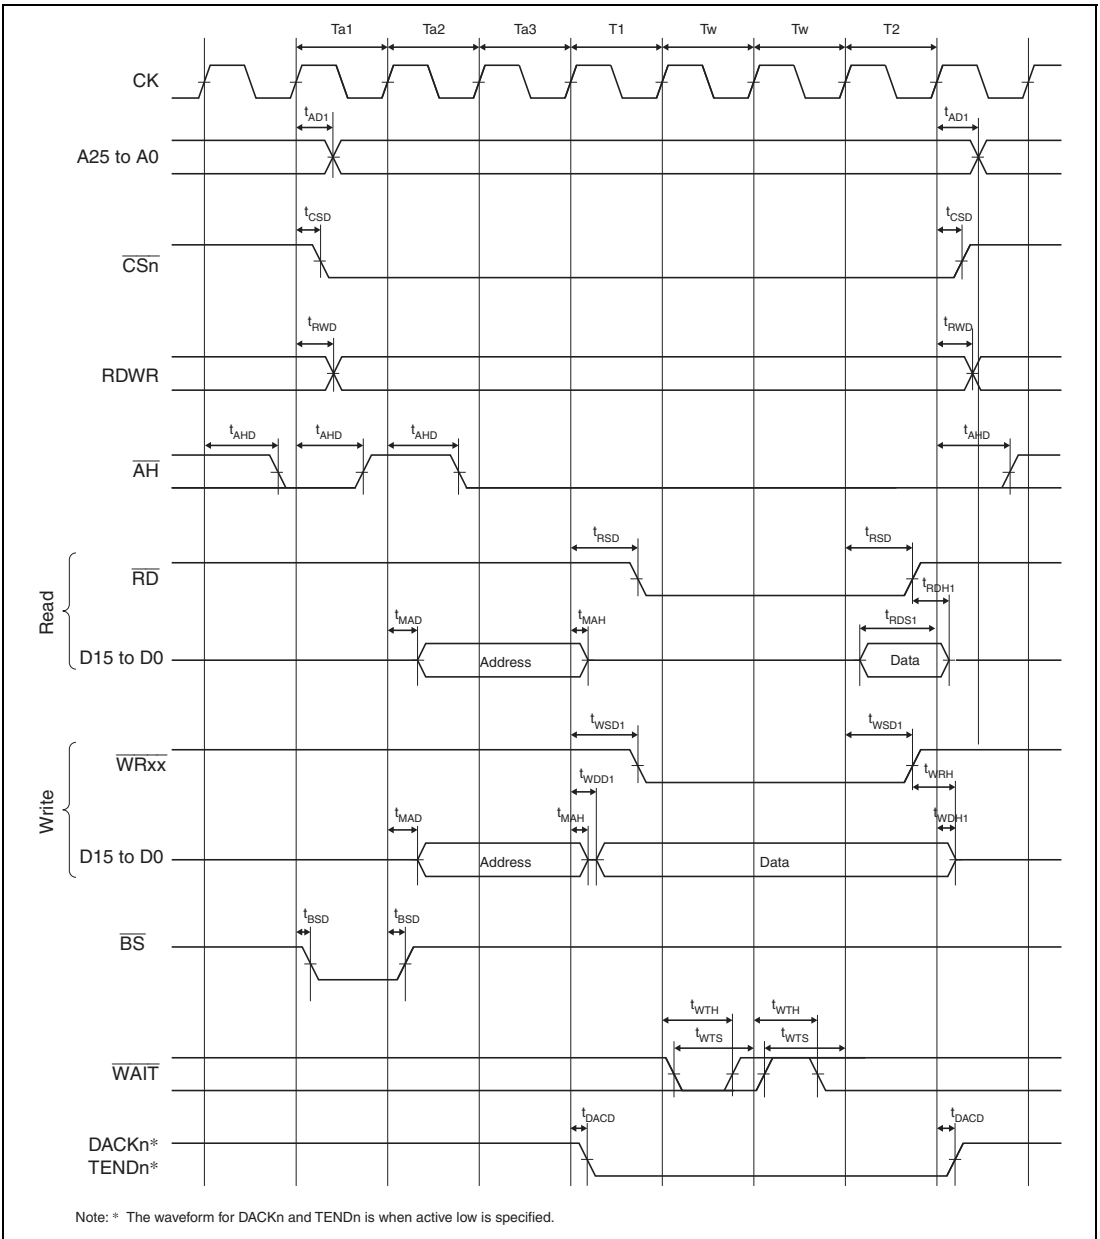 Ta1 Ta2 Ta3 T1 Tw Tw T2
CK
tAD1 tAD1
A25 to A0
tCSD tCSD
CSn
tRWD tRWD
RDWR
tAHD tAHD tAHD tAHD
AH
tRSD tRSD
RD
tRDH1
Read
tMAD tMAH tRDS1
D15 to D0 Address Data
tWSD1 tWSD1
WRxx
tWDD1 tWRH
Write
tMAD tMAH tWDH1
D15 to D0 Address Data
tBSD tBSD
BS
tWTH tWTH
tWTS tWTS
WAIT
tDACD tDACD
DACKn*
TENDn*
Note: * The waveform for DACKn and TENDn is when active low is specified.